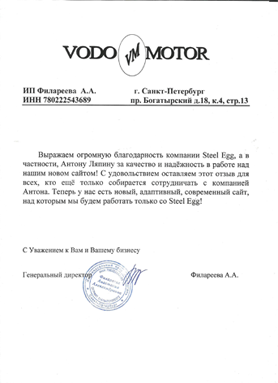 VODO VM MOTOR
ИП Филареева А.А. г. Санкт-Петербург
ИНН 780222543689 пр. Богатырский д.18, к.4, стр.13
Выражаем огромную благодарность компании Steel Egg, а в
частности, Антону Ляпину за качество и надёжность в работе над
нашим новом сайтом! С удовольствием оставляем этот отзыв для
всех, кто ещё только собирается сотрудничать с компанией
Антона. Теперь у нас есть новый, адаптивный, современный сайт,
над которым мы будем работать только со Steel Egg!
С Уважением к Вам и Вашему бизнесу
Генеральный директор Филареева А.А.